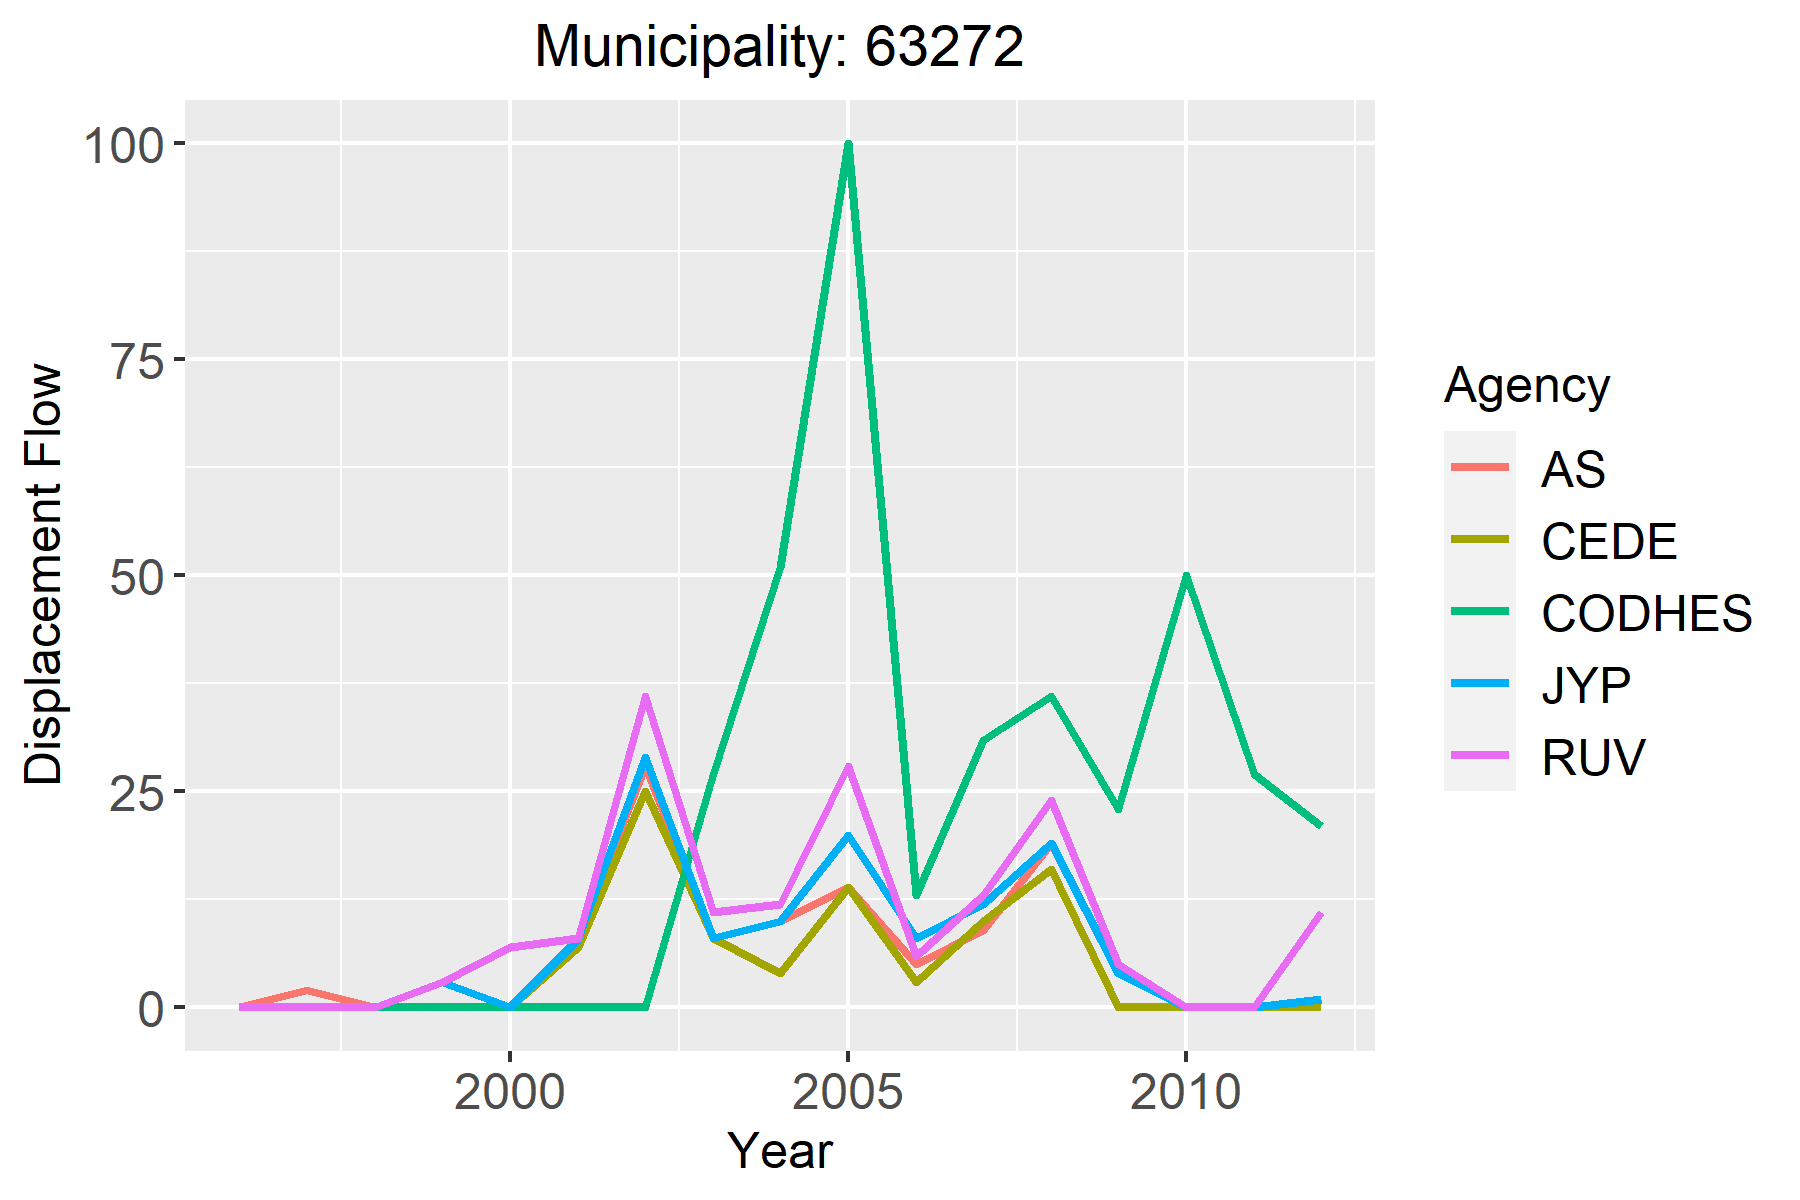 Municipality: 63272
100
75
50
25
0
Displacement Flow
2000 2005 2010
Year
Agency
AS
CEDE
CODHES
JYP
RUV